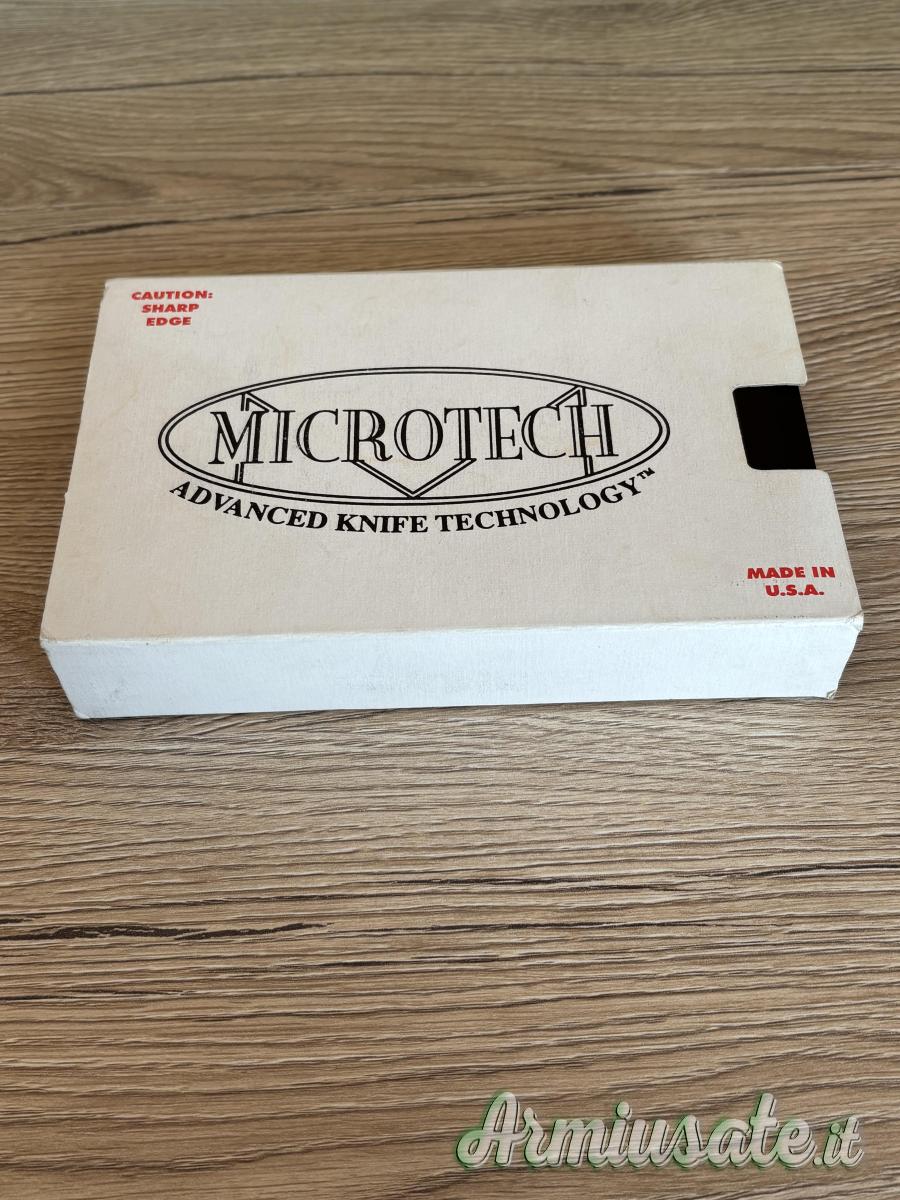 CAUTION:
SHARP
EDGE
MICROTECH
ADVANCED KNIFE TECHNOLOGY™
MADE IN
U.S.A.
Armiusate.it